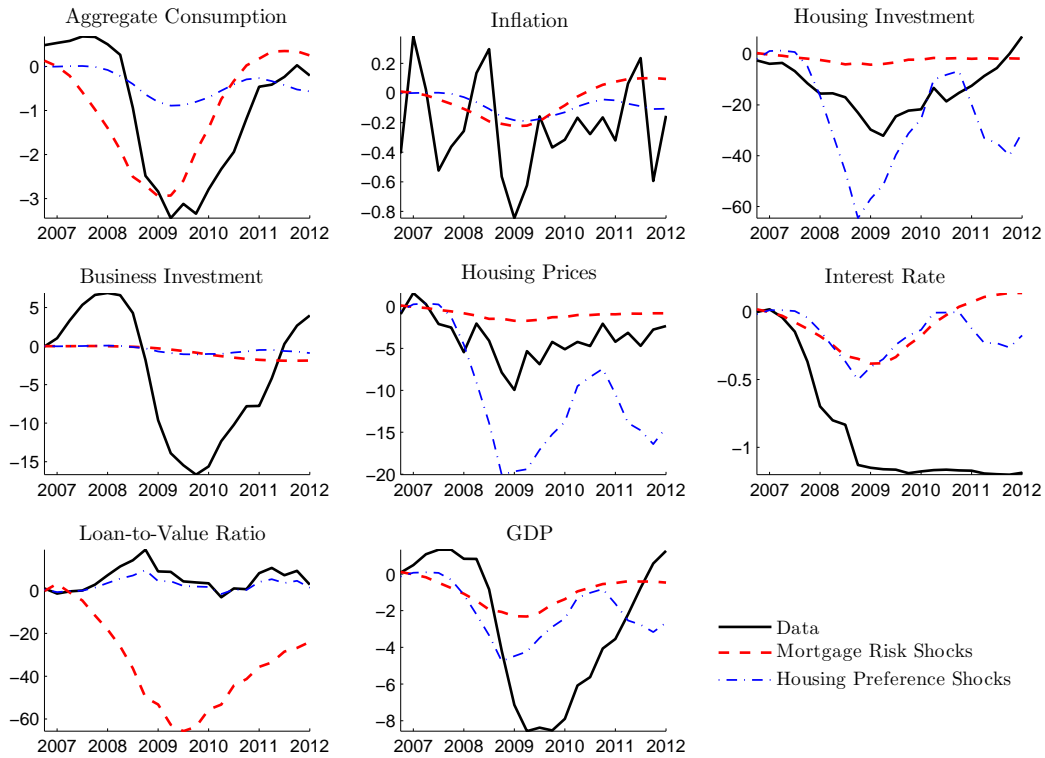 Aggregate Consumption
0
−1
−2
−3
2007 2008 2009 2010 2011 2012
Inflation
0.2
0
−0.2
−0.4
−0.6
−0.8
2007 2008 2009 2010 2011 2012
Housing Investment
0
−20
−40
−60
2007 2008 2009 2010 2011 2012
Business Investment
5
0
−5
−10
−15
2007 2008 2009 2010 2011 2012
Housing Prices
0
−5
−10
−15
−20
2007 2008 2009 2010 2011 2012
Interest Rate
0
−0.5
−1
2007 2008 2009 2010 2011 2012
Loan-to-Value Ratio
0
−20
−40
−60
2007 2008 2009 2010 2011 2012
GDP
0
−2
−4
−6
−8
2007 2008 2009 2010 2011 2012
Data
Mortgage Risk Shocks
Housing Preference Shocks